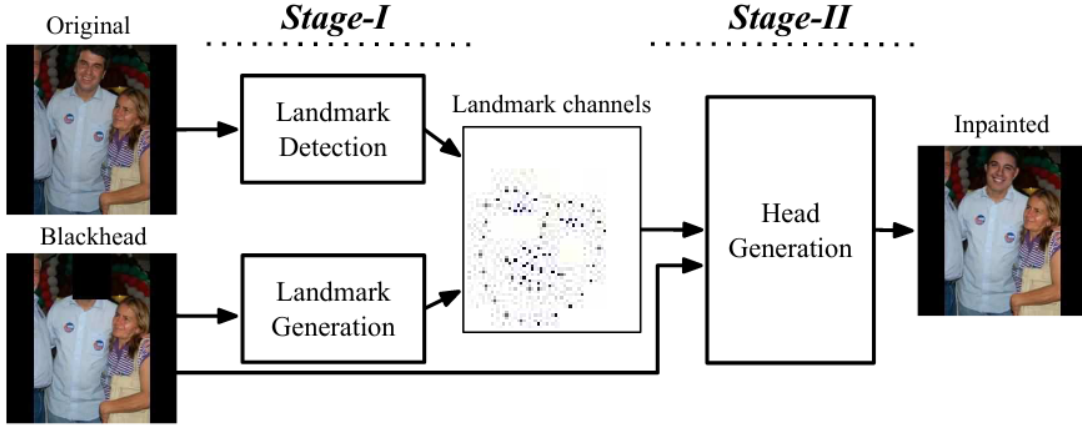 Original
Stage-I
Stage-II
Landmark
Detection
Landmark channels
Inpainted
Blackhead
Landmark
Generation
Head
Generation